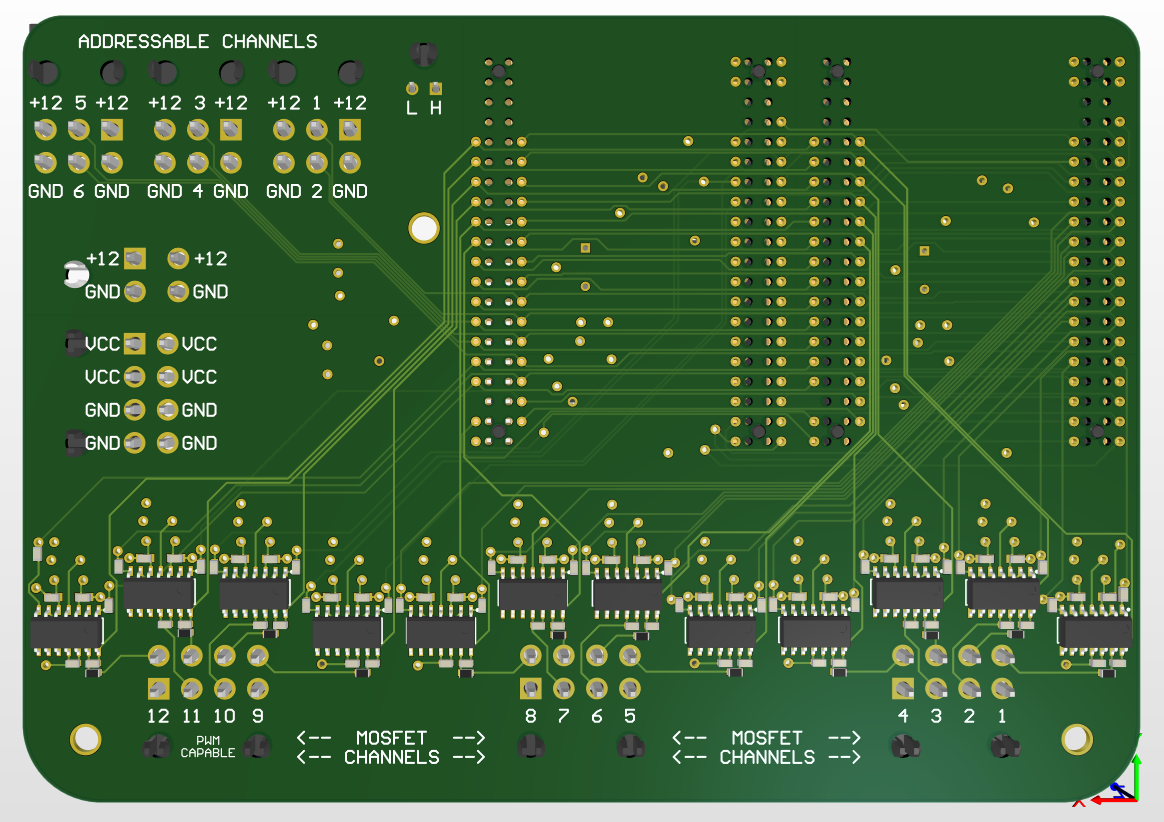 ADDRESSABLE CHANNELS
+12 5 +12 +12 3 +12 +12 1 +12
L H
GND 6 GND GND 4 GND GND 2 GND
+12 +12
GND GND
VCC VCC
VCC VCC
GND GND
GND GND
12 11 10 9 8 7 6 5 4 3 2 1
PWM
CAPABLE
<-- MOSFET -->
<-- CHANNELS -->
<-- MOSFET -->
<-- CHANNELS -->
X